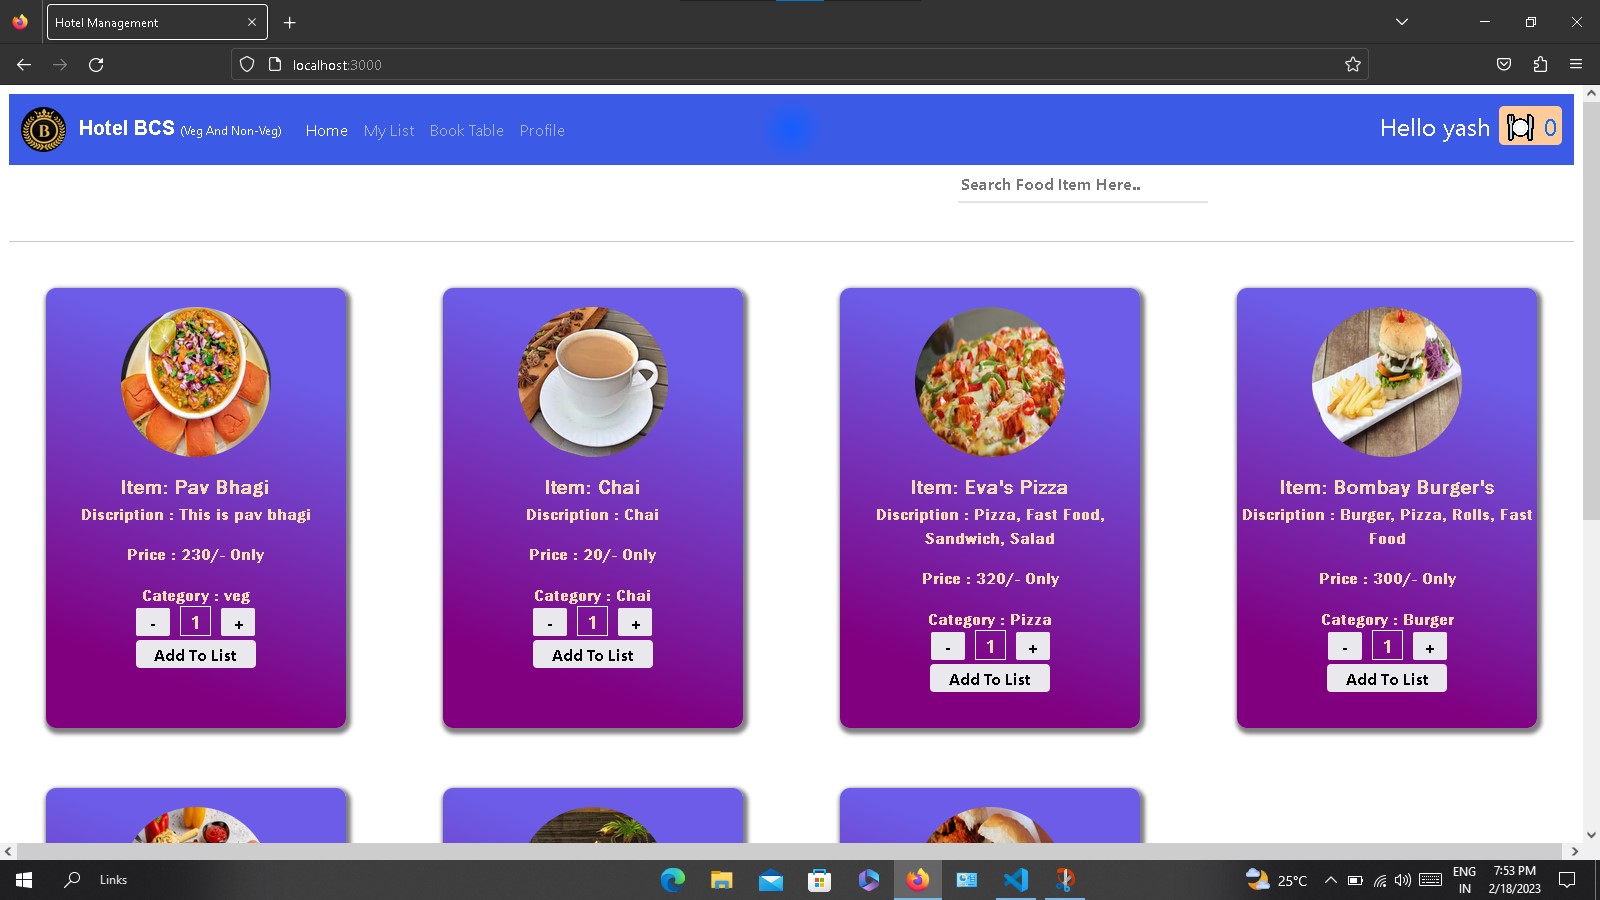 Hotel Management
localhost:3000
B
Hotel BCS (Veg And Non-Veg) Home My List Book Table Profile
Hello yash 0
Search Food Item Here..
Item: Pav Bhagi
Discription : This is pav bhagi
Price : 230/- Only
Category : veg
- 1 +
Add To List
Item: Chai
Discription : Chai
Price : 20/- Only
Category : Chai
- 1 +
Add To List
Item: Eva's Pizza
Discription : Pizza, Fast Food,
Sandwich, Salad
Price : 320/- Only
Category : Pizza
- 1 +
Add To List
Item: Bombay Burger's
Discription : Burger, Pizza, Rolls, Fast
Food
Price : 300/- Only
Category : Burger
- 1 +
Add To List
Links
25°C
ENG
IN
7:53 PM
2/18/2023